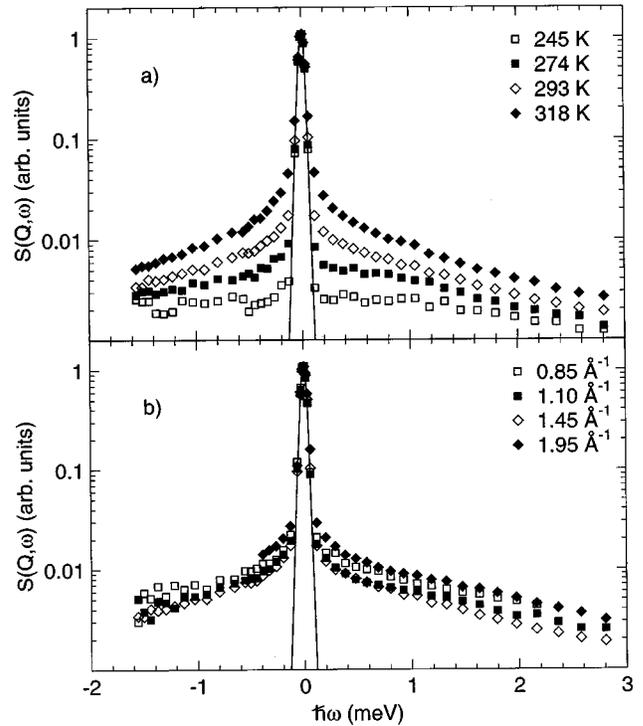 1
0.1
0.01
S(Q,ω) (arb. units)
a)
245 K
274 K
293 K
318 K
1
0.1
0.01
S(Q,ω) (arb. units)
b)
0.85 Å⁻¹
1.10 Å⁻¹
1.45 Å⁻¹
1.95 Å⁻¹
-2 -1 0 1 2 3
ħω (meV)